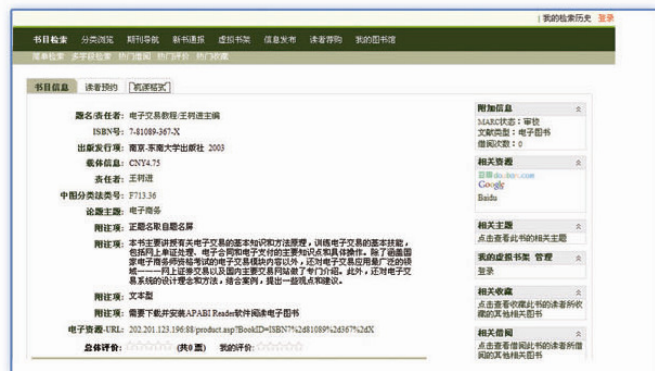 | 我的检索历史 登录
书目检索 分类浏览 期刊导航 新书通报 虚拟书架 信息发布 读者荐购 我的图书馆
简单检索 多字段检索 热门借阅 热门评价 热门收藏
书目信息 读者预约 机读格式
题名/责任者: 电子交易教程/王树进主编
ISBN号: 7-81089-367-X
出版发行项: 南京:东南大学出版社 2003
载体信息: CNY4.75
责任者: 王树进
中图分类法类号: F713.36
论题主题: 电子商务
附注项: 正题名取自题名屏
附注项: 本书主要讲授有关电子交易的基本知识和方法原理,训练电子交易的基本技能,
包括网上单证处理、电子合同和电子支付的主要知识点和具体操作。除了涵盖国
家电子商务师资格考试的电子交易模块内容以外,还对电子交易应用最广泛的领
域————网上证券交易以及国内主要交易网站做了专门介绍。此外,还对电子交
易系统的设计理念和方法,结合案例,提出一些观点和建议。
附注项: 文本型
附注项: 需要下载并安装APABI Reader软件阅读电子图书
电子资源-URL: 202.201.123.196:88/product.asp?BookID=ISBN7%2d81089%2d367%2dX
总体评价: (共0票) 我的评价:
附加信息
MARC状态:审校
文献类型:电子图书
借阅次数:0
相关资源
豆瓣douban.com
Google
Baidu
相关主题
点击查看此书的相关主题
我的虚拟书架 管理
登录
相关收藏
点击查看收藏此书的读者所收
藏的其他相关图书
相关借阅
点击查看借阅此书的读者所借
阅的其他相关图书